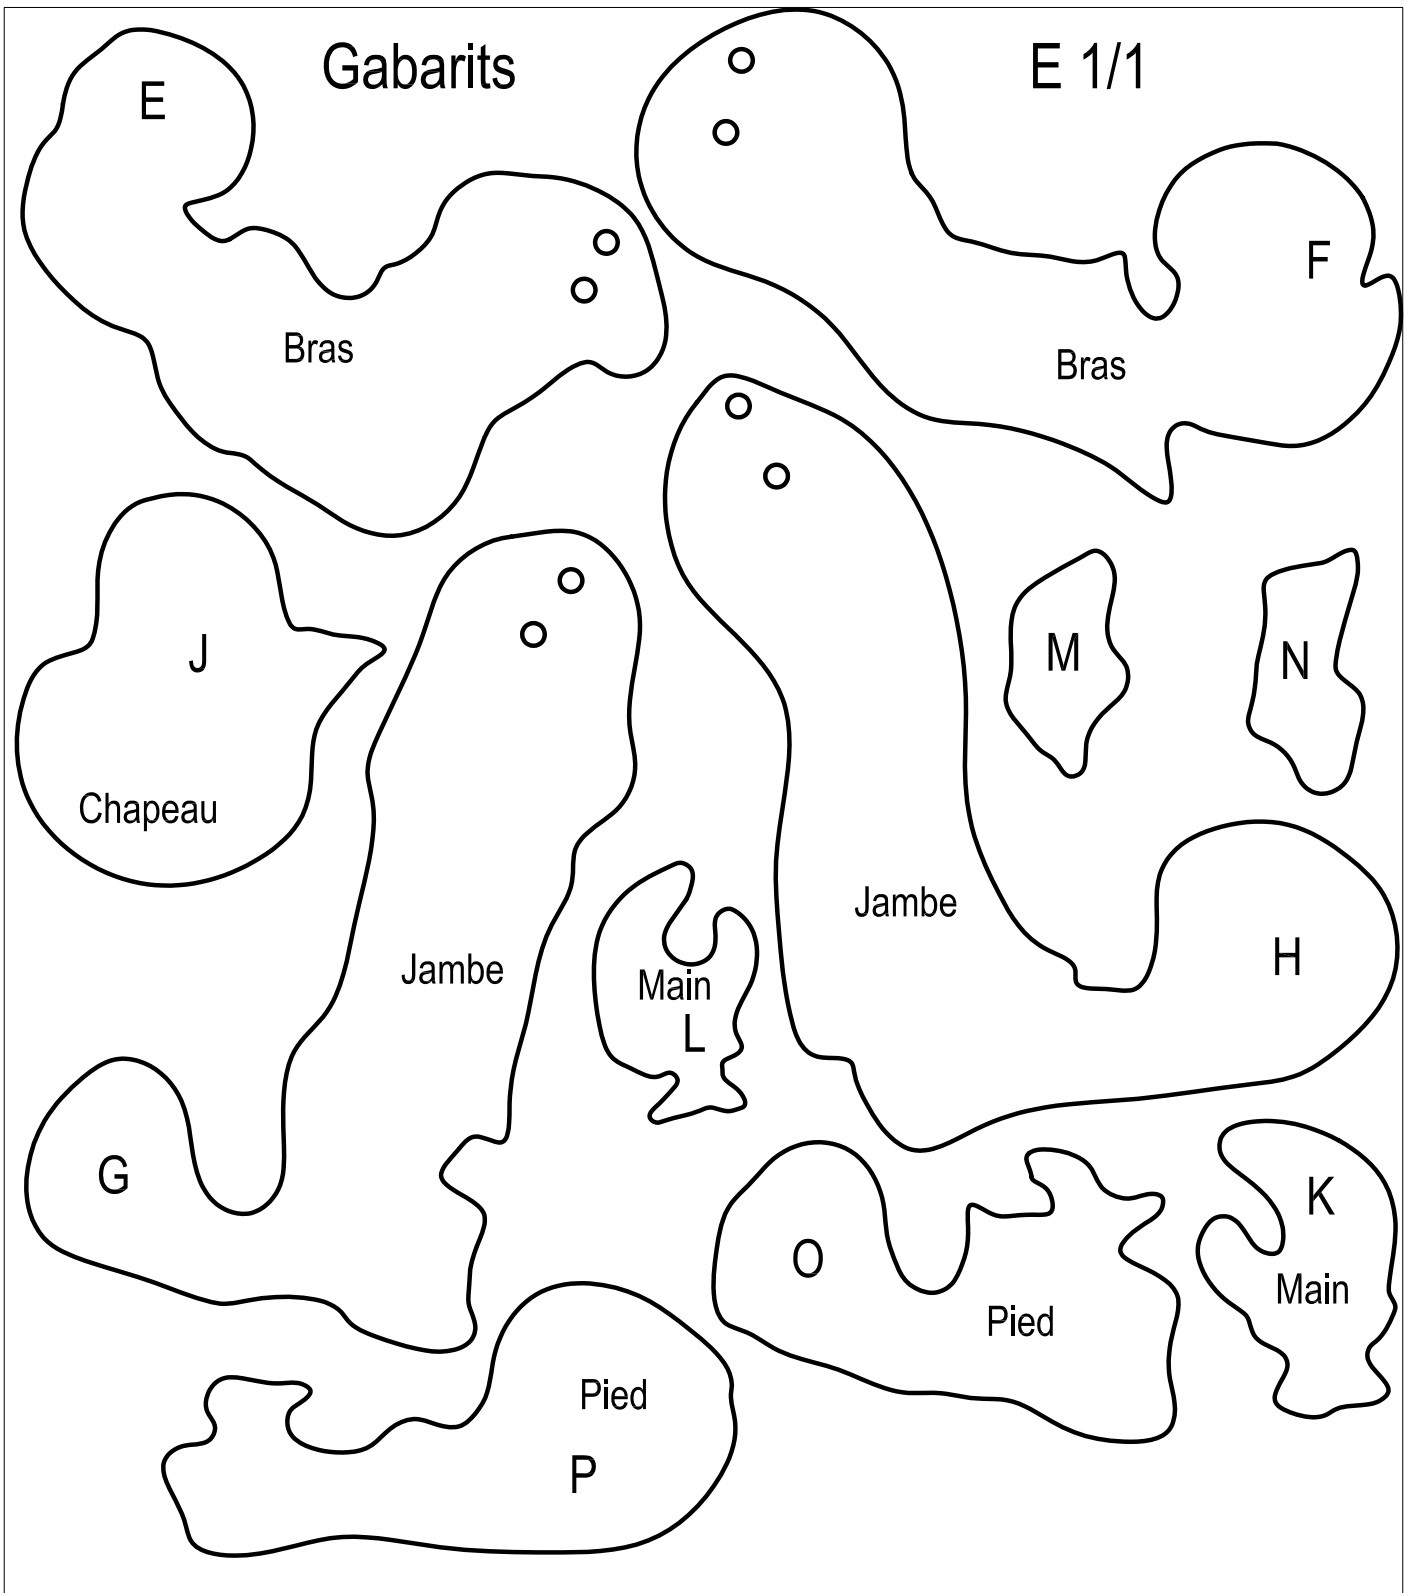 Gabarits
E 1/1
E
Bras
F
Bras
J
Chapeau
M
N
Jambe
H
Jambe
G
Main
L
O
Pied
K
Main
Pied
P